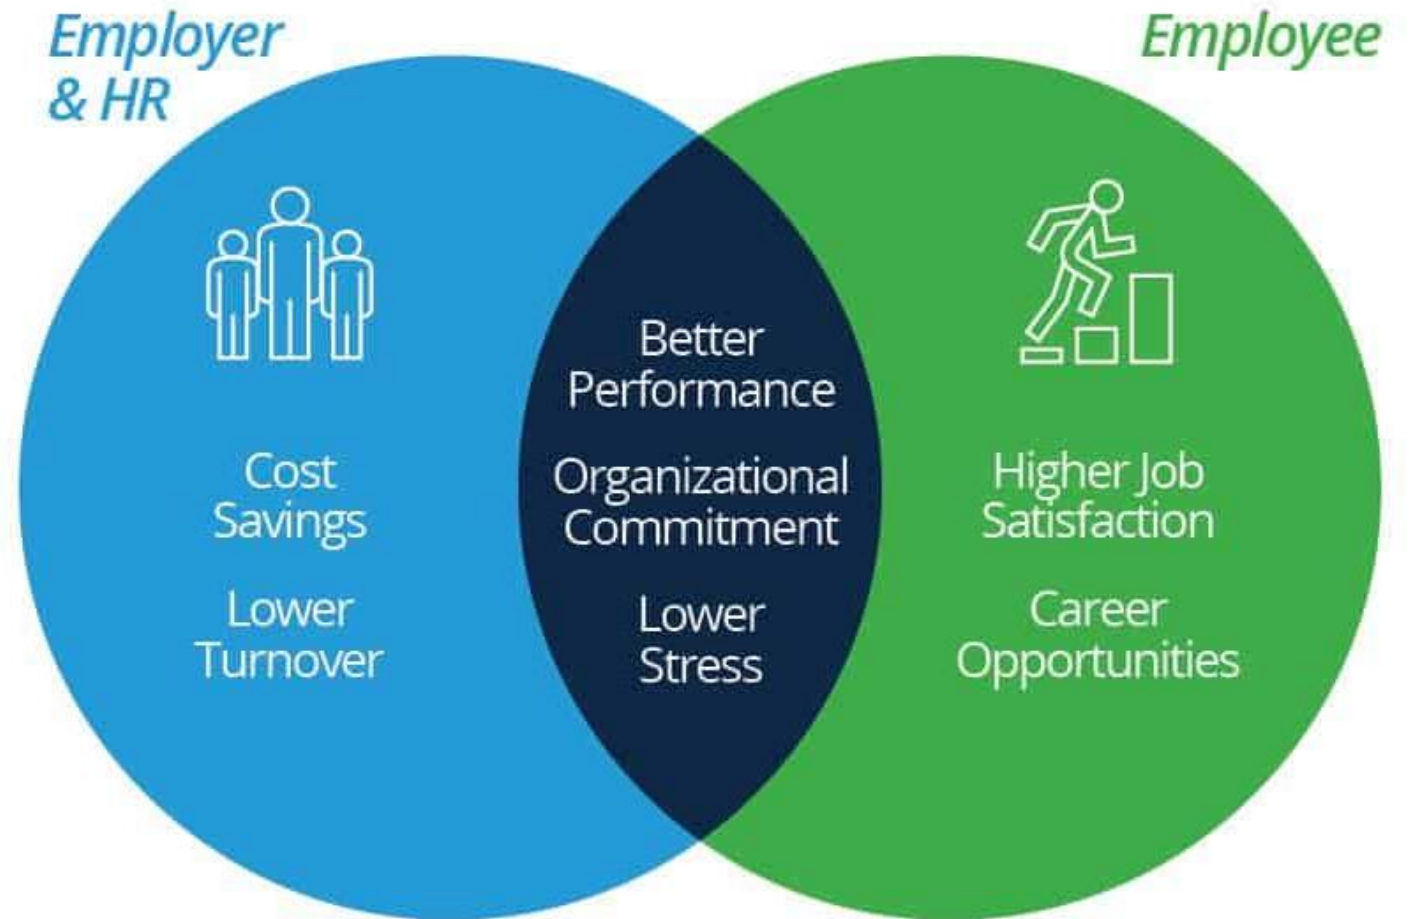 Employer
& HR
Employee
Cost
Savings
Lower
Turnover
Better
Performance
Organizational
Commitment
Lower
Stress
Higher Job
Satisfaction
Career
Opportunities